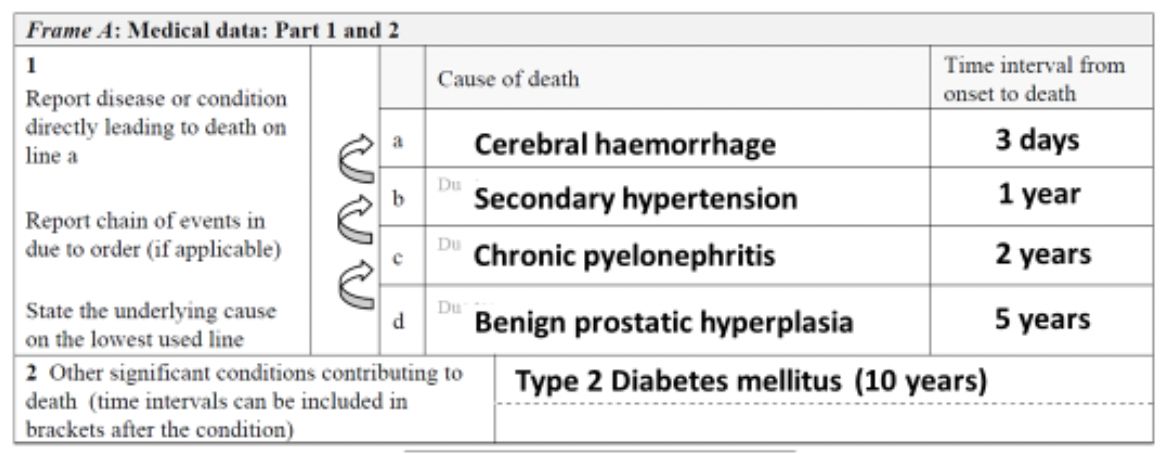 Frame A: Medical data: Part 1 and 2
1
Report disease or condition
directly leading to death on
line a
Report chain of events in
due to order (if applicable)
State the underlying cause
on the lowest used line
Cause of death
Time interval from
onset to death
a Cerebral haemorrhage 3 days
b Du Secondary hypertension 1 year
c Du Chronic pyelonephritis 2 years
d Du Benign prostatic hyperplasia 5 years
2 Other significant conditions contributing to
death (time intervals can be included in
brackets after the condition)
Type 2 Diabetes mellitus (10 years)